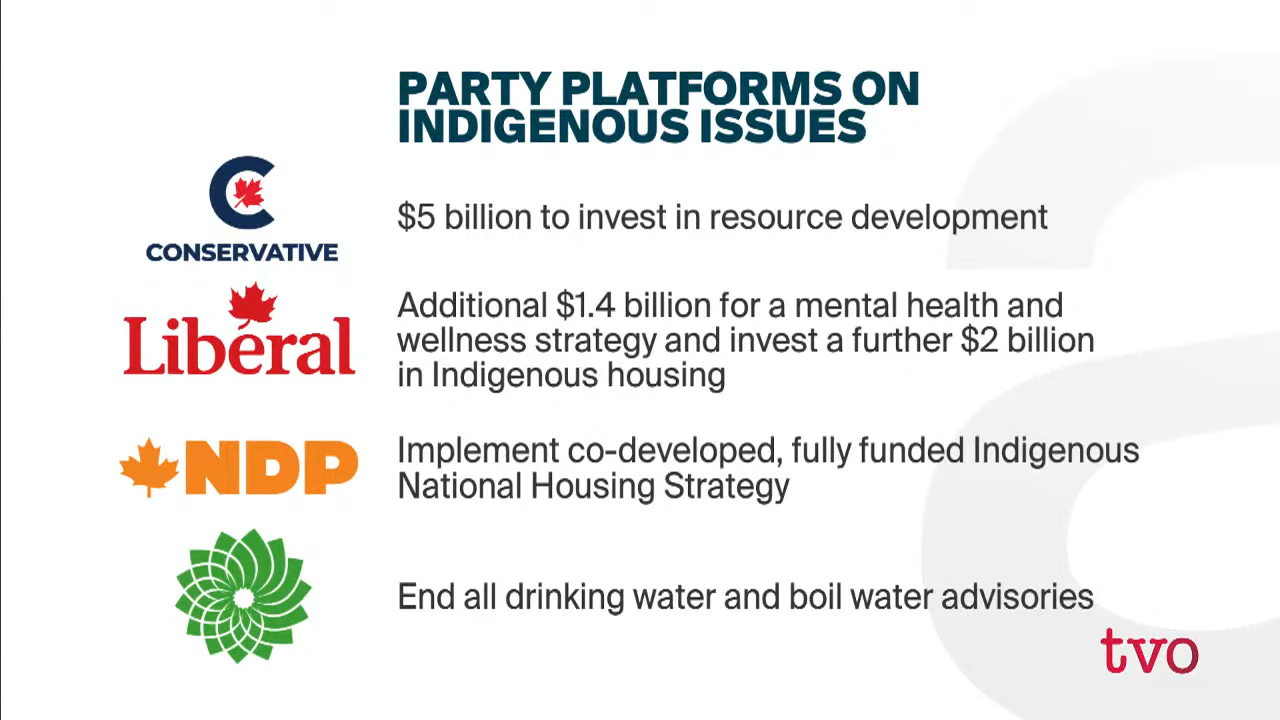 PARTY PLATFORMS ON
INDIGENOUS ISSUES
CONSERVATIVE
$5 billion to invest in resource development
Liberal
Additional $1.4 billion for a mental health and
wellness strategy and invest a further $2 billion
in Indigenous housing
NDP
Implement co-developed, fully funded Indigenous
National Housing Strategy
End all drinking water and boil water advisories
tvo